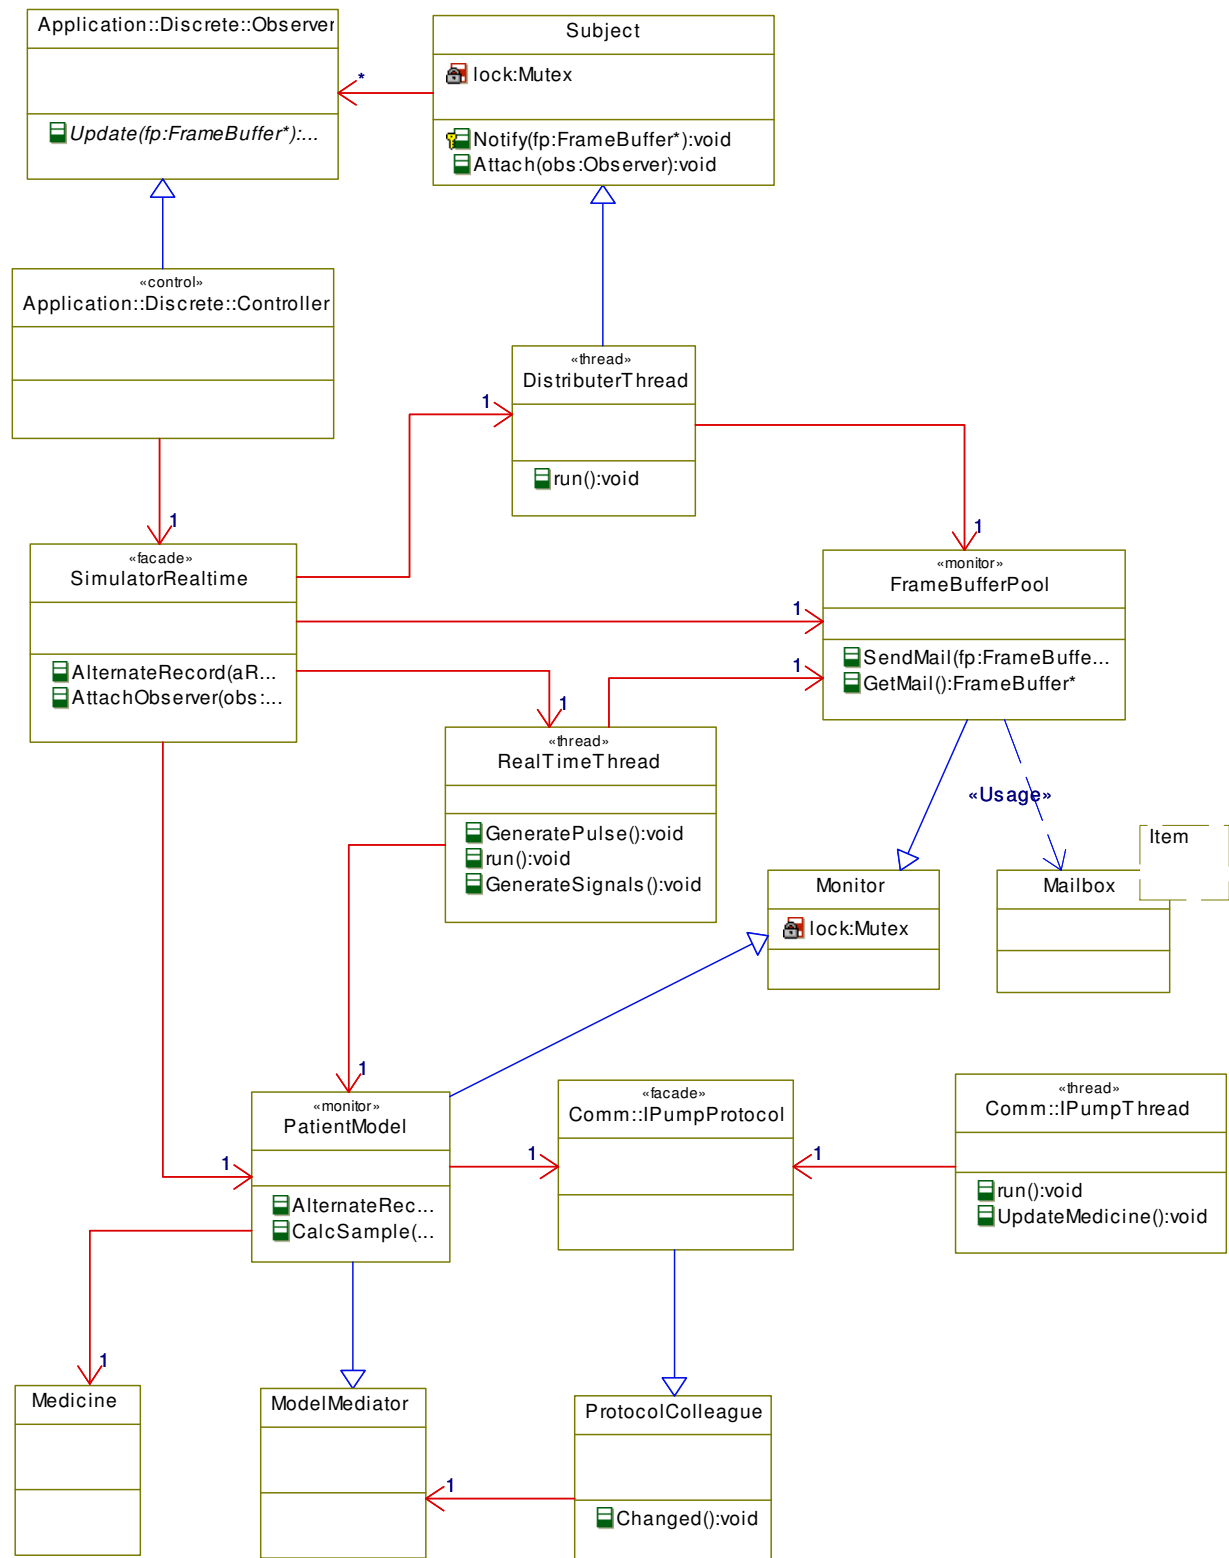 Application::Discrete::Observer
Update(fp:FrameBuffer*):...
*
Subject
lock:Mutex
Notify(fp:FrameBuffer*):void
Attach(obs:Observer):void
«control»
Application::Discrete::Controller
1
«thread»
DistributerThread
run():void
1
1
«facade»
SimulatorRealtime
AlternateRecord(aR...
AttachObserver(obs:...
1
1
1
«monitor»
FrameBufferPool
SendMail(fp:FrameBuffe...
GetMail():FrameBuffer*
«thread»
RealTimeThread
GeneratePulse():void
run():void
GenerateSignals():void
«Usage»
Monitor
lock:Mutex
Mailbox
Item
1
1
«monitor»
PatientModel
AlternateRec...
CalcSample(...
1
«facade»
Comm::IPumpProtocol
1
«thread»
Comm::IPumpThread
run():void
UpdateMedicine():void
1
Medicine
ModelMediator
1
ProtocolColleague
Changed():void